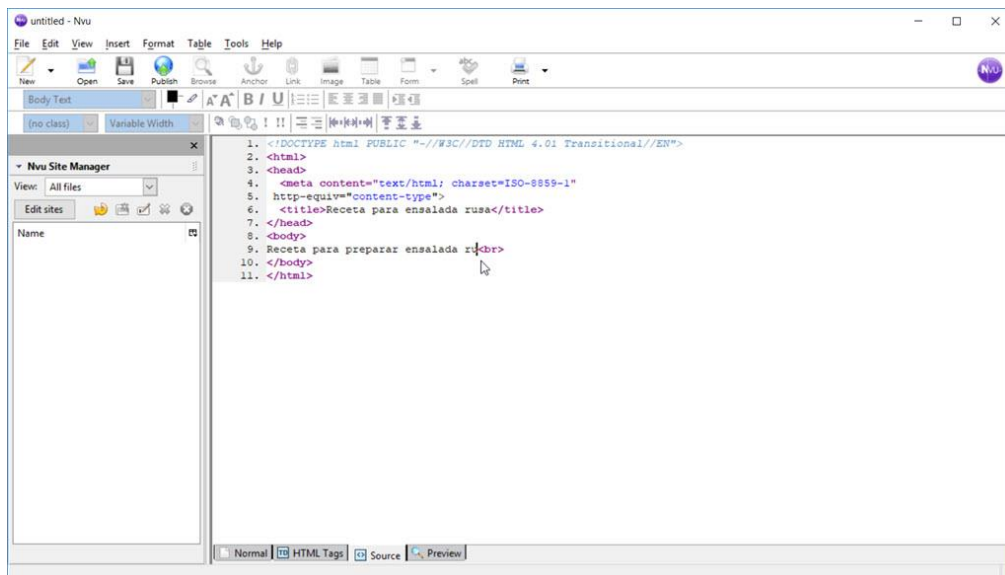 untitled - Nvu
File Edit View Insert Format Table Tools Help
New Open Save Publish Browse Anchor Link Image Table Form Spell Print
NVU
Body Text
B I U
(no class) Variable Width
Nvu Site Manager
View: All files
Edit sites
Name
1. <!DOCTYPE html PUBLIC "-//W3C//DTD HTML 4.01 Transitional//EN">
2. <html>
3. <head>
4. <meta content="text/html; charset=ISO-8859-1"
5. http-equiv="content-type">
6. <title>Receta para ensalada rusa</title>
7. </head>
8. <body>
9. Receta para preparar ensalada ru<br>
10. </body>
11. </html>
Normal HTML Tags Source Preview